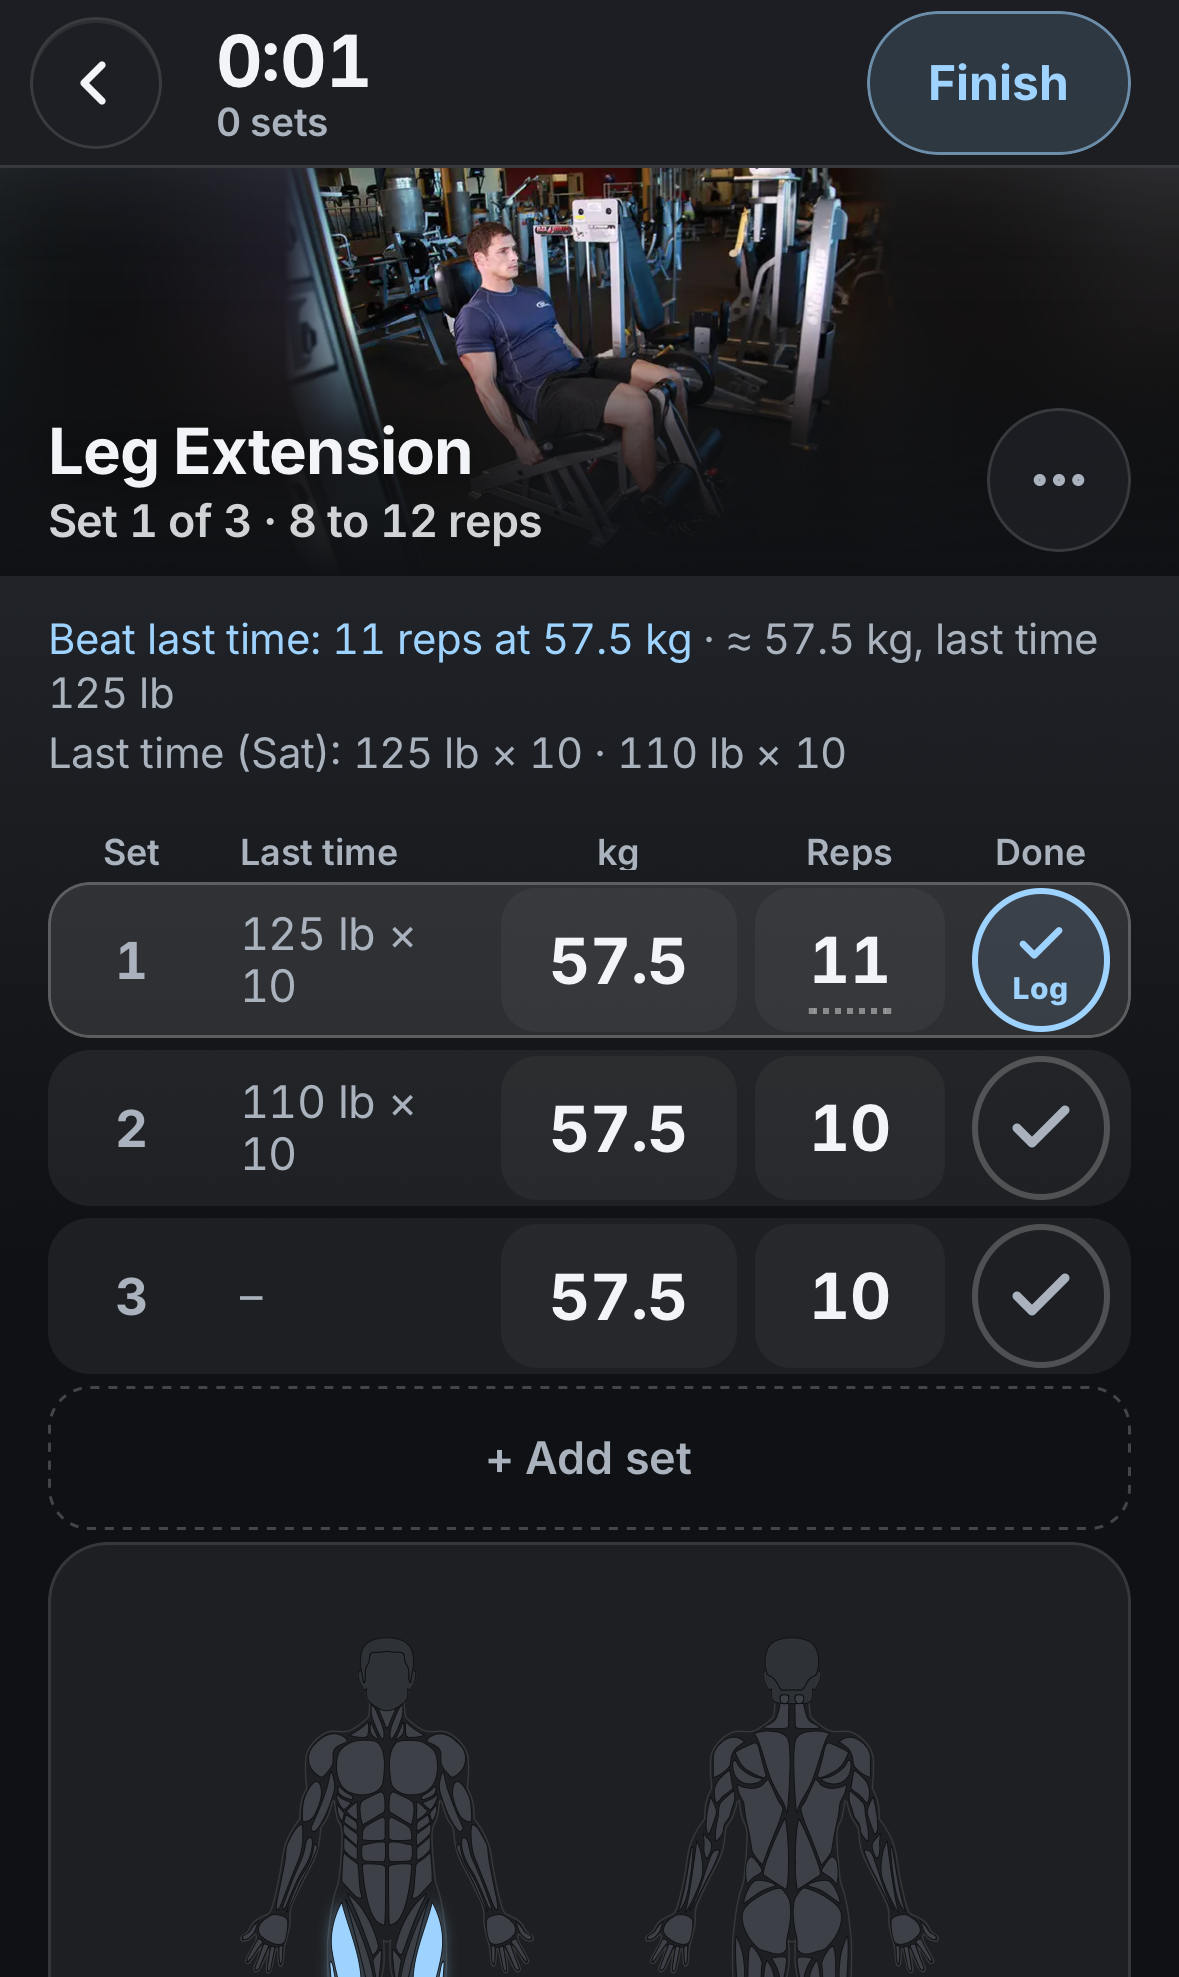 0:01
0 sets
Finish
Leg Extension
Set 1 of 3 · 8 to 12 reps
Beat last time: 11 reps at 57.5 kg · ≈ 57.5 kg, last time
125 lb
Last time (Sat): 125 lb × 10 · 110 lb × 10
Set Last time kg Reps Done
1 125 lb × 10 57.5 11 Log
2 110 lb × 10 57.5 10
3 – 57.5 10
+ Add set